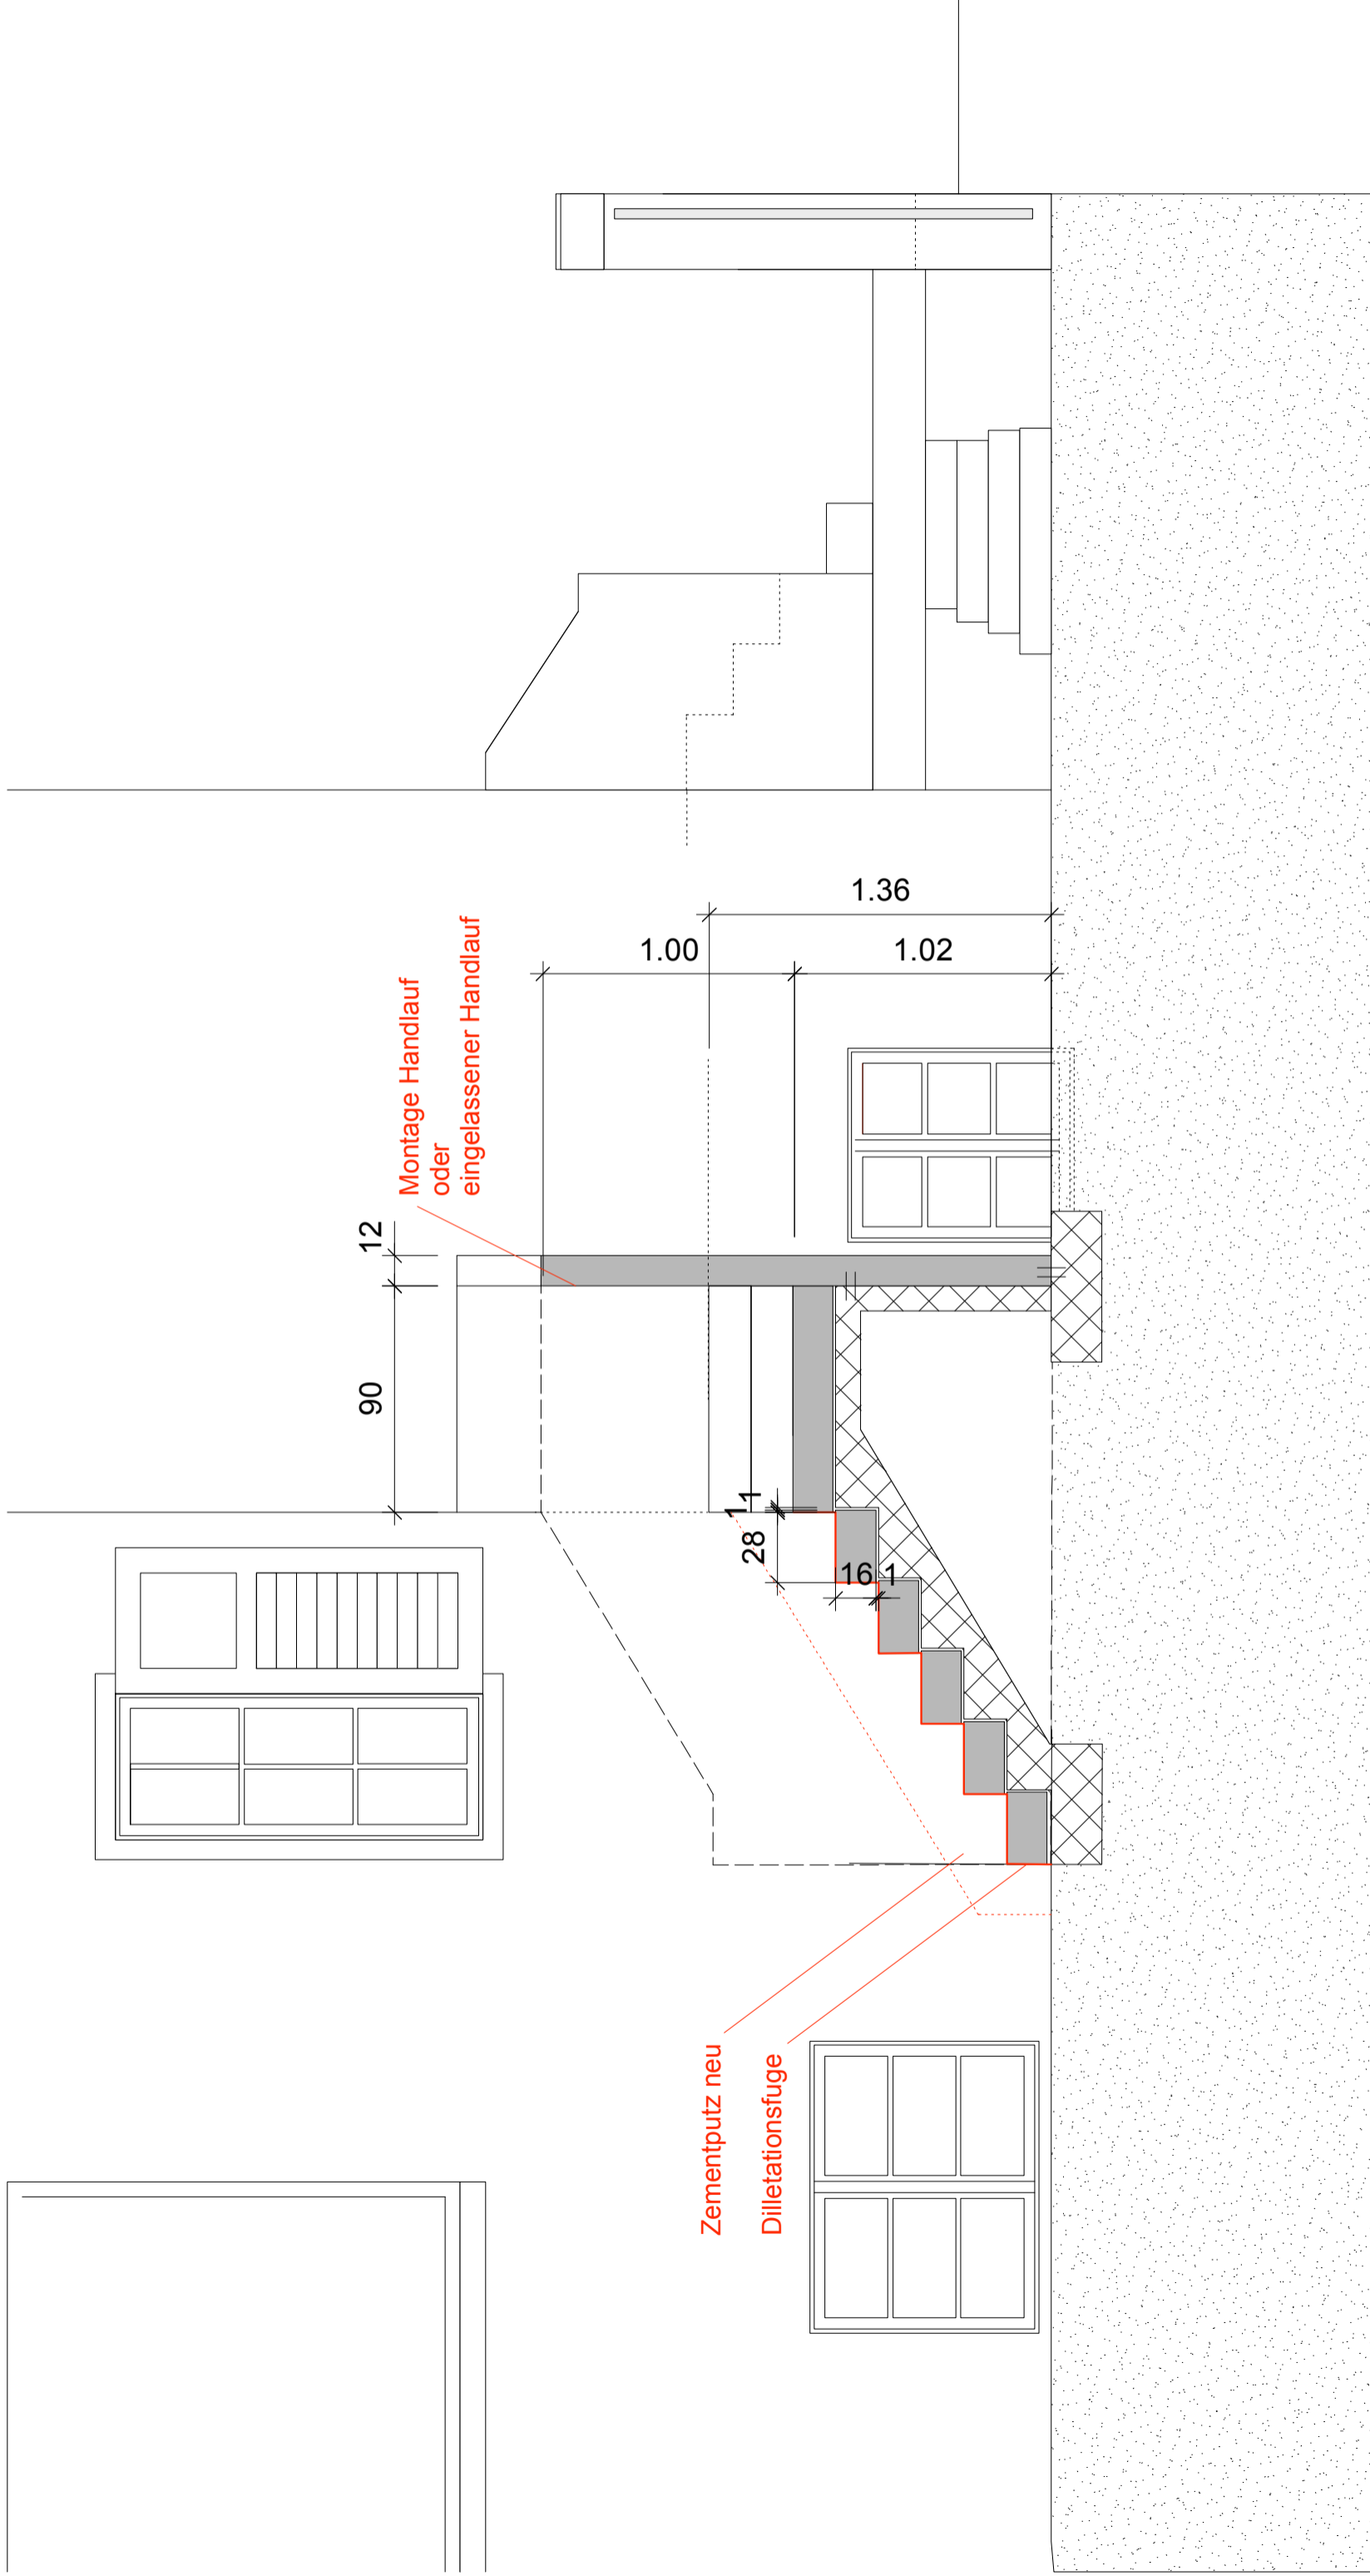 1.36
1.00
1.02
Montage Handlauf
oder
eingelassener Handlauf
12
90
1
1
28
16
1
Zementputz neu
Dilletationsfuge